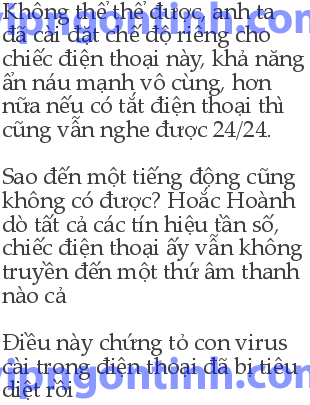 Không thể thể được, anh ta
đã cài đặt chế độ riêng cho
chiếc điện thoại này, khả năng
ẩn náu mạnh vô cùng, hơn
nữa nếu có tắt điện thoại thì
cũng vẫn nghe được 24/24.
Sao đến một tiếng động cũng
không có được? Hoắc Hoành
dò tất cả các tín hiệu tần số,
chiếc điện thoại ấy vẫn không
truyền đến một thứ âm thanh
nào cả
Điều này chứng tỏ con virus
cài trong điện thoại đã bị tiêu
diệt rồi
vipngontinh.com
vipngontinh.com